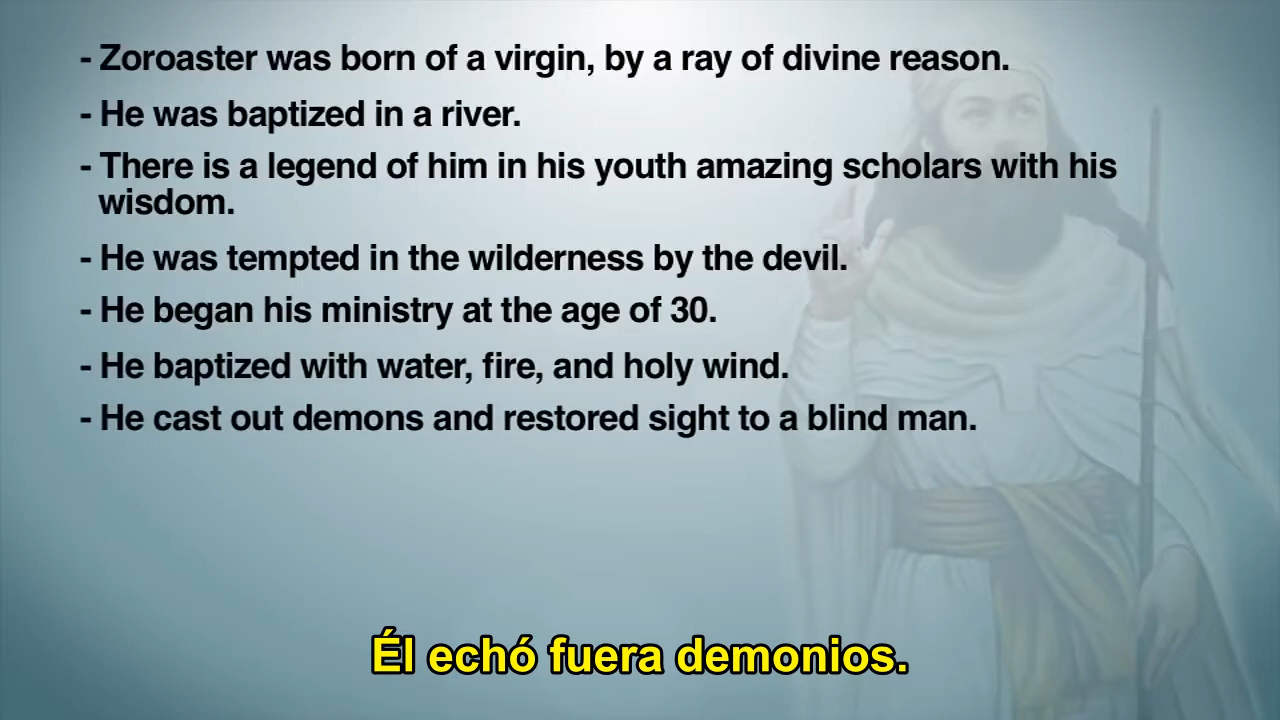 - Zoroaster was born of a virgin, by a ray of divine reason.
- He was baptized in a river.
- There is a legend of him in his youth amazing scholars with his
wisdom.
- He was tempted in the wilderness by the devil.
- He began his ministry at the age of 30.
- He baptized with water, fire, and holy wind.
- He cast out demons and restored sight to a blind man.
Él echó fuera demonios.